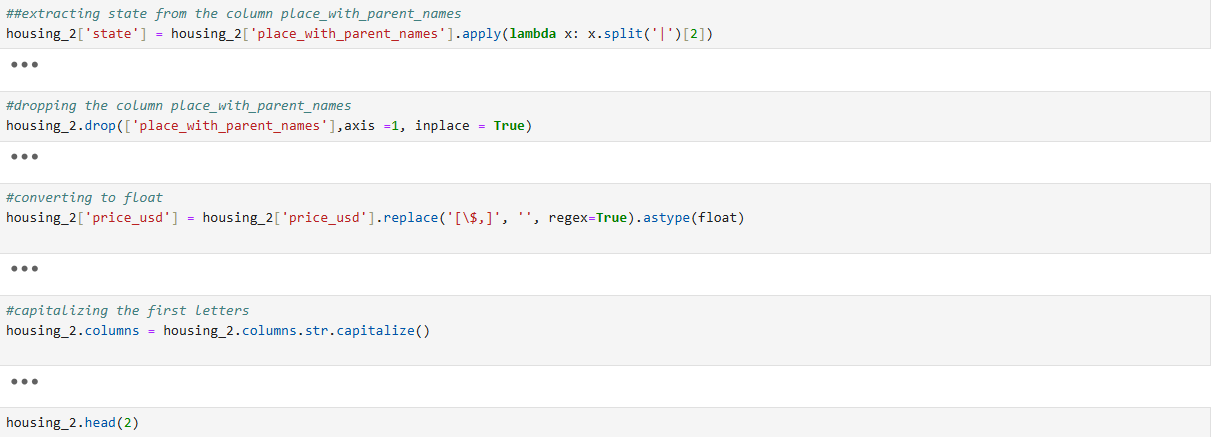 ##extracting state from the column place_with_parent_names
housing_2['state'] = housing_2['place_with_parent_names'].apply(lambda x: x.split('|')[2])
•••
#dropping the column place_with_parent_names
housing_2.drop(['place_with_parent_names'],axis =1, inplace = True)
•••
#converting to float
housing_2['price_usd'] = housing_2['price_usd'].replace('[\$,]', '', regex=True).astype(float)
•••
#capitalizing the first letters
housing_2.columns = housing_2.columns.str.capitalize()
•••
housing_2.head(2)